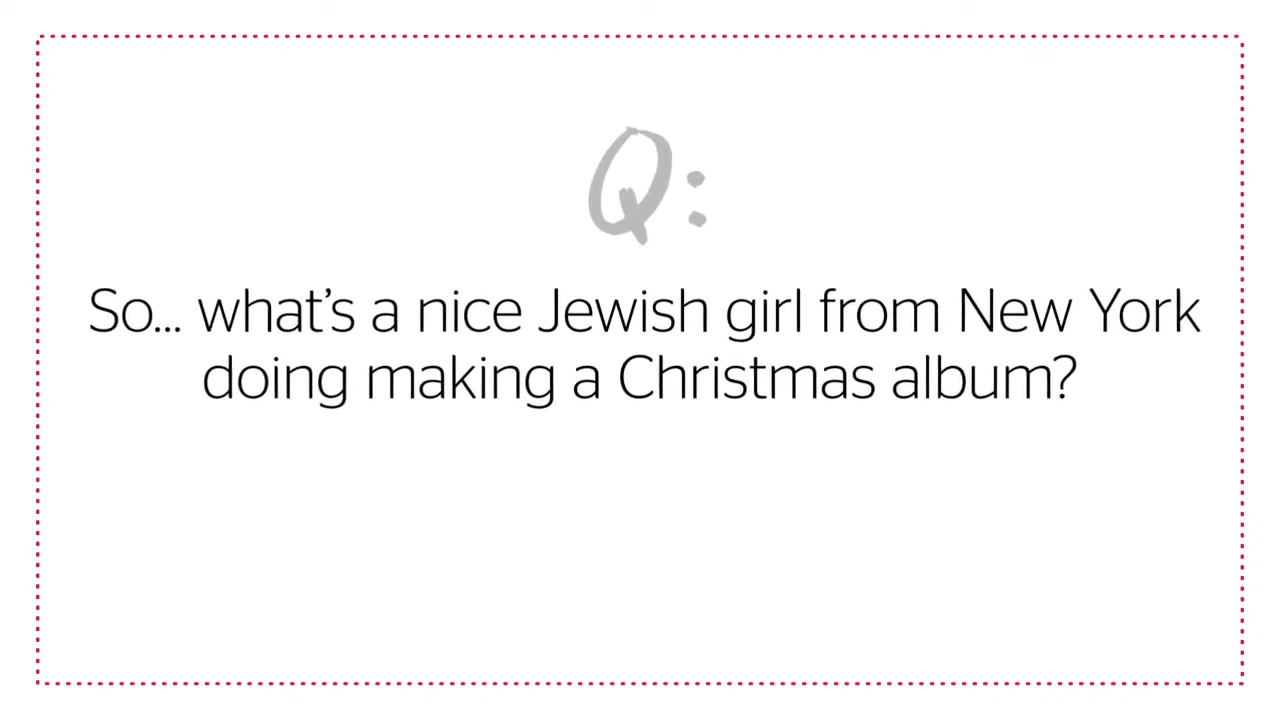 Q:
So... what’s a nice Jewish girl from New York
doing making a Christmas album?